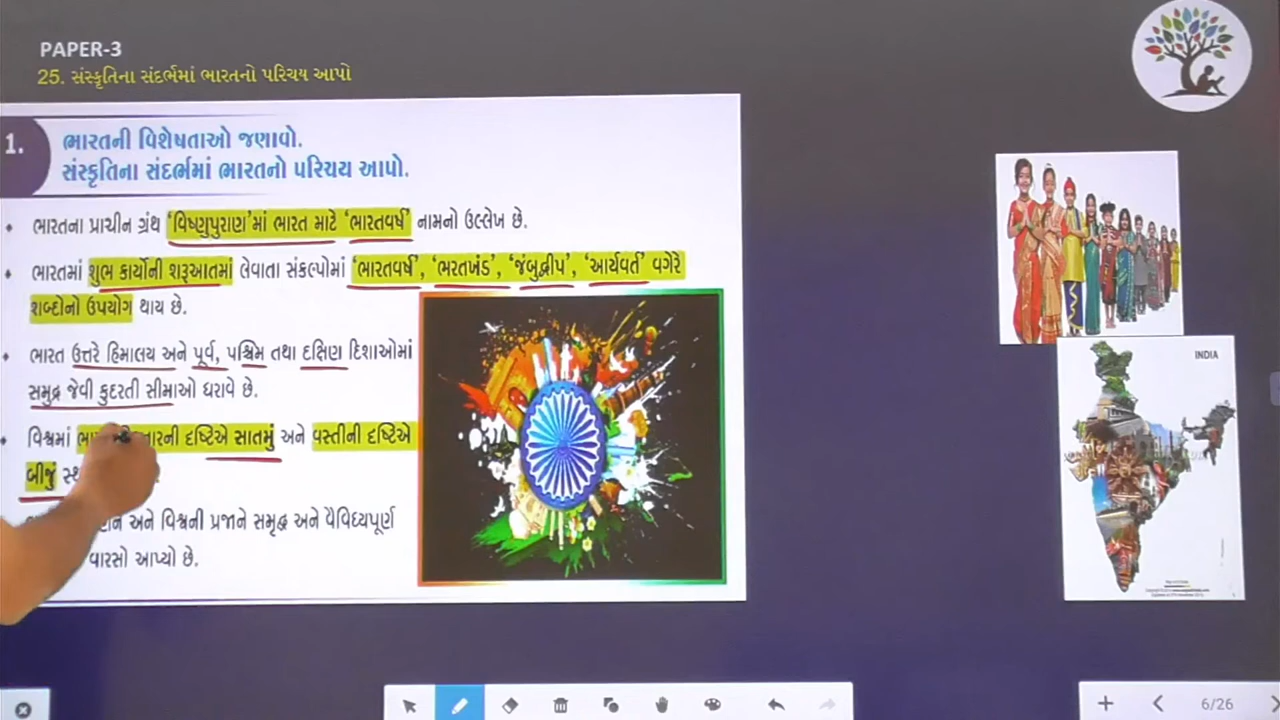 PAPER-3
25. સંસ્કૃતિના સંદર્ભમાં ભારતનો પરિચય આપો
1.
ભારતની વિશેષતાઓ જણાવો.
સંસ્કૃતિના સંદર્ભમાં ભારતનો પરિચય આપો.
ભારતના પ્રાચીન ગ્રંથ ‘વિષ્ણુપુરાણ’માં ભારત માટે ‘ભારતવર્ષ’ નામનો ઉલ્લેખ છે.
ભારતમાં શુભ કાર્યોની શરૂઆતમાં લેવાતા સંકલ્પોમાં ‘ભારતવર્ષ’, ‘ભરતખંડ’, ‘જંબુદ્વીપ’, ‘આર્યવર્ત’ વગેરે
શબ્દોનો ઉપયોગ થાય છે.
ભારત ઉત્તરે હિમાલય અને પૂર્વ, પશ્ચિમ તથા દક્ષિણ દિશાઓમાં
સમુદ્ર જેવી કુદરતી સીમાઓ ધરાવે છે.
વિશ્વમાં દૃષ્ટિએ સાતમું અને વસ્તીની દૃષ્ટિએ
બીજું
અને વિશ્વની પ્રજાને સમૃદ્ધ અને વૈવિધ્યપૂર્ણ
વારસો આપ્યો છે.
INDIA
6/26